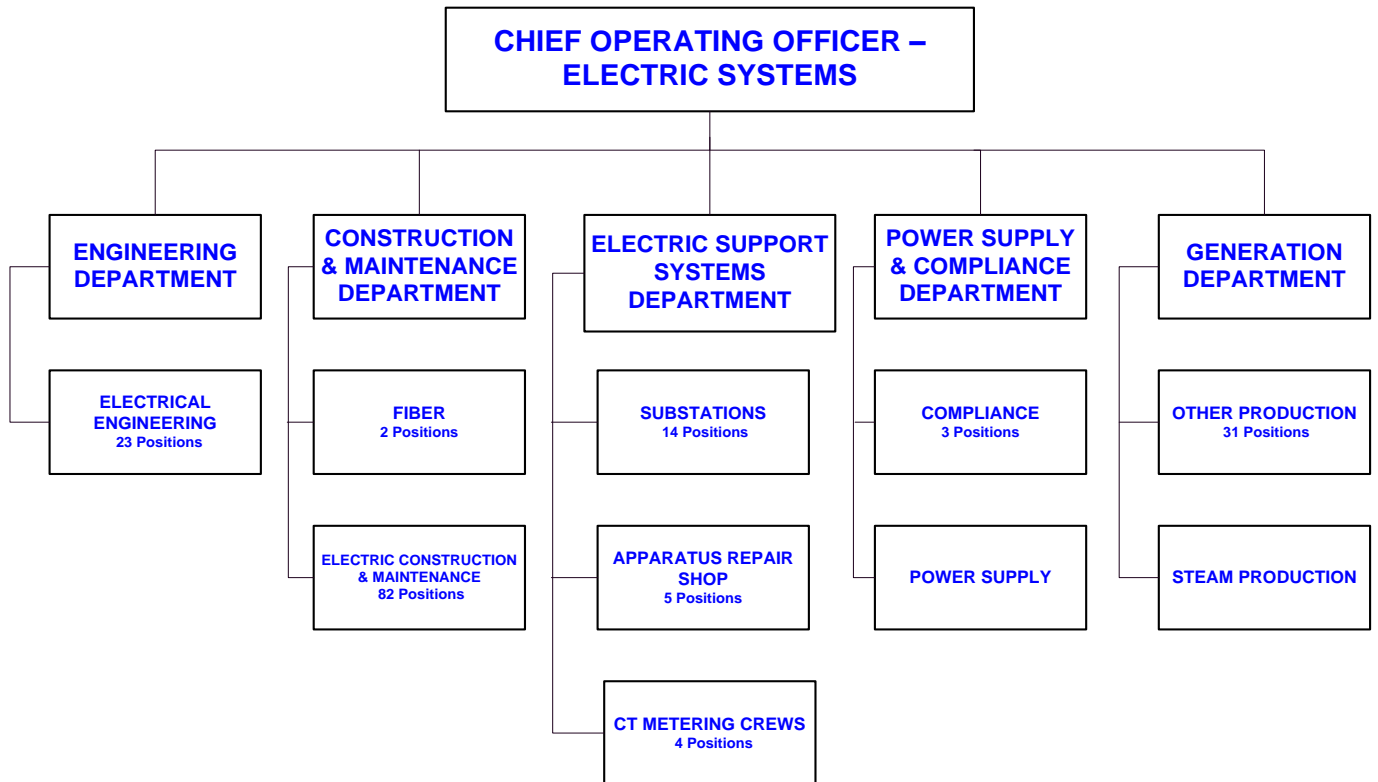 CHIEF OPERATING OFFICER –
ELECTRIC SYSTEMS
ENGINEERING
DEPARTMENT
CONSTRUCTION
& MAINTENANCE
DEPARTMENT
ELECTRIC SUPPORT
SYSTEMS
DEPARTMENT
POWER SUPPLY
& COMPLIANCE
DEPARTMENT
GENERATION
DEPARTMENT
ELECTRICAL
ENGINEERING
23 Positions
FIBER
2 Positions
SUBSTATIONS
14 Positions
COMPLIANCE
3 Positions
OTHER PRODUCTION
31 Positions
ELECTRIC CONSTRUCTION
& MAINTENANCE
82 Positions
APPARATUS REPAIR
SHOP
5 Positions
POWER SUPPLY
STEAM PRODUCTION
CT METERING CREWS
4 Positions